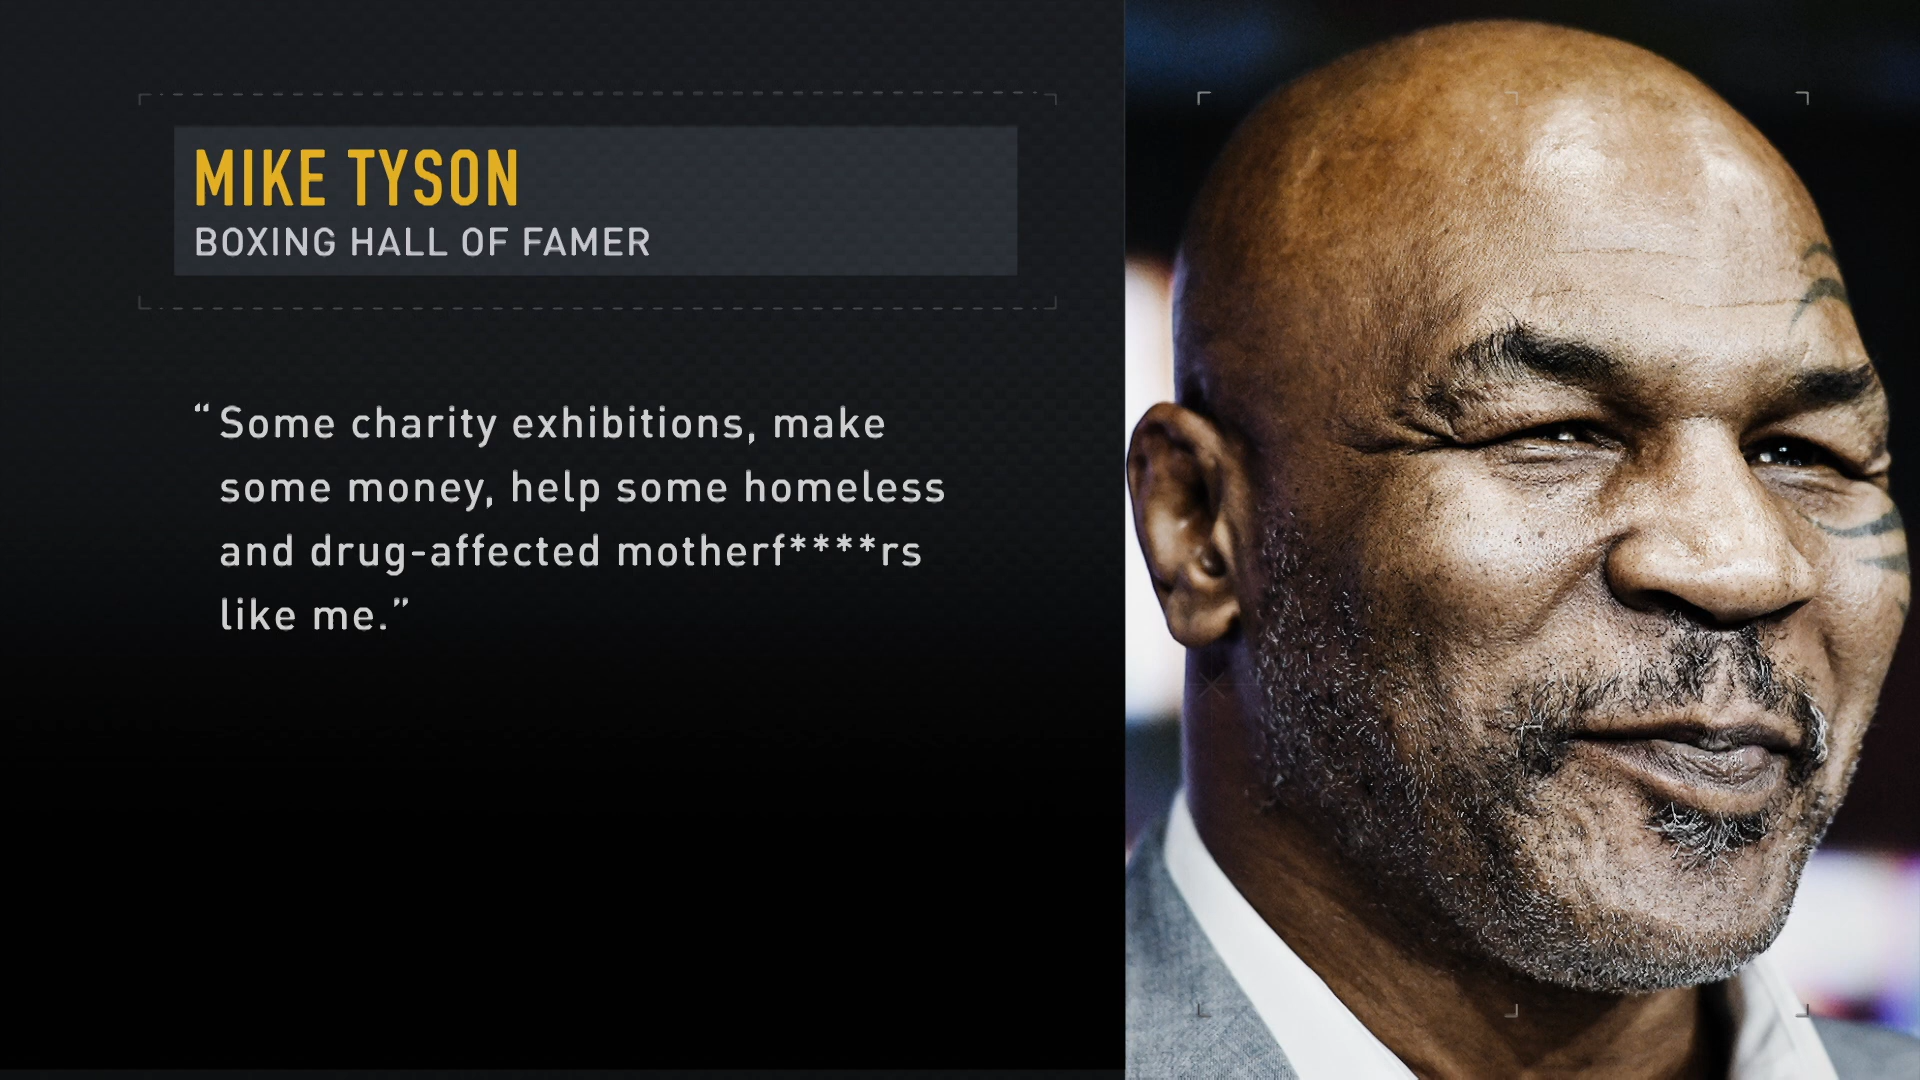 MIKE TYSON
BOXING HALL OF FAMER
“Some charity exhibitions, make
some money, help some homeless
and drug-affected motherf****rs
like me.”